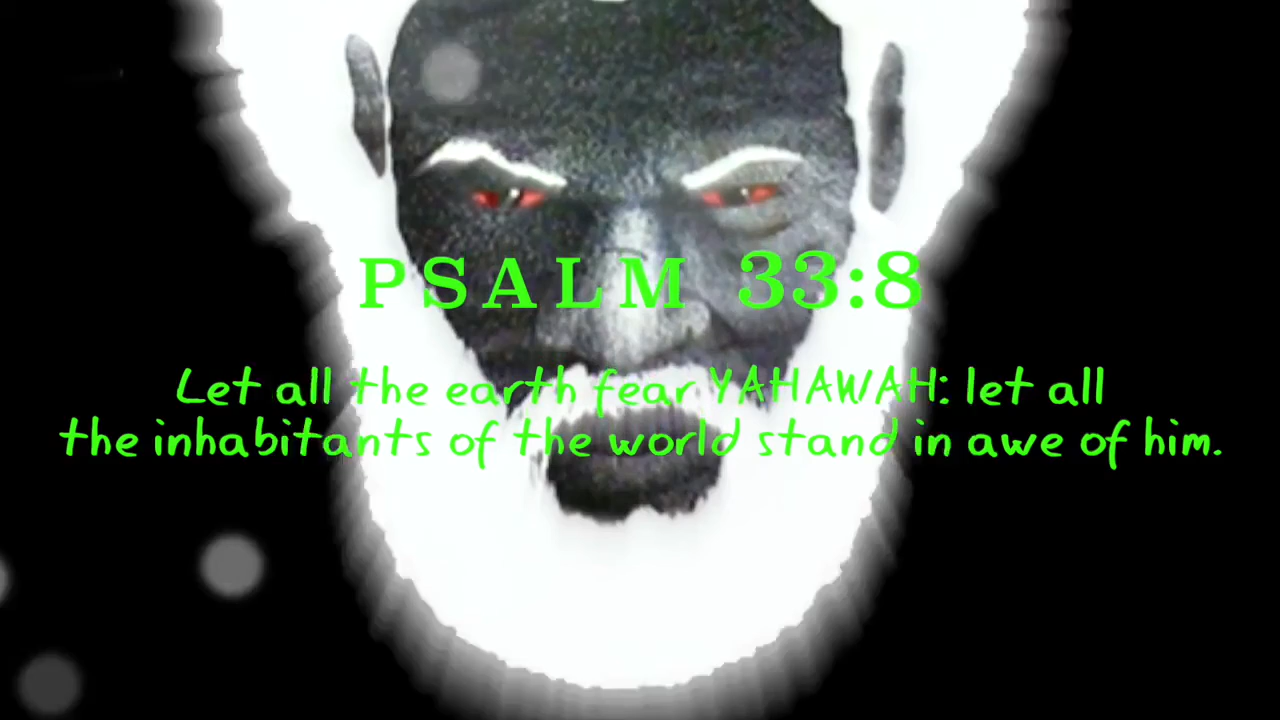 PSALM 33:8
Let all the earth fear YAHAWAH: let all
the inhabitants of the world stand in awe of him.